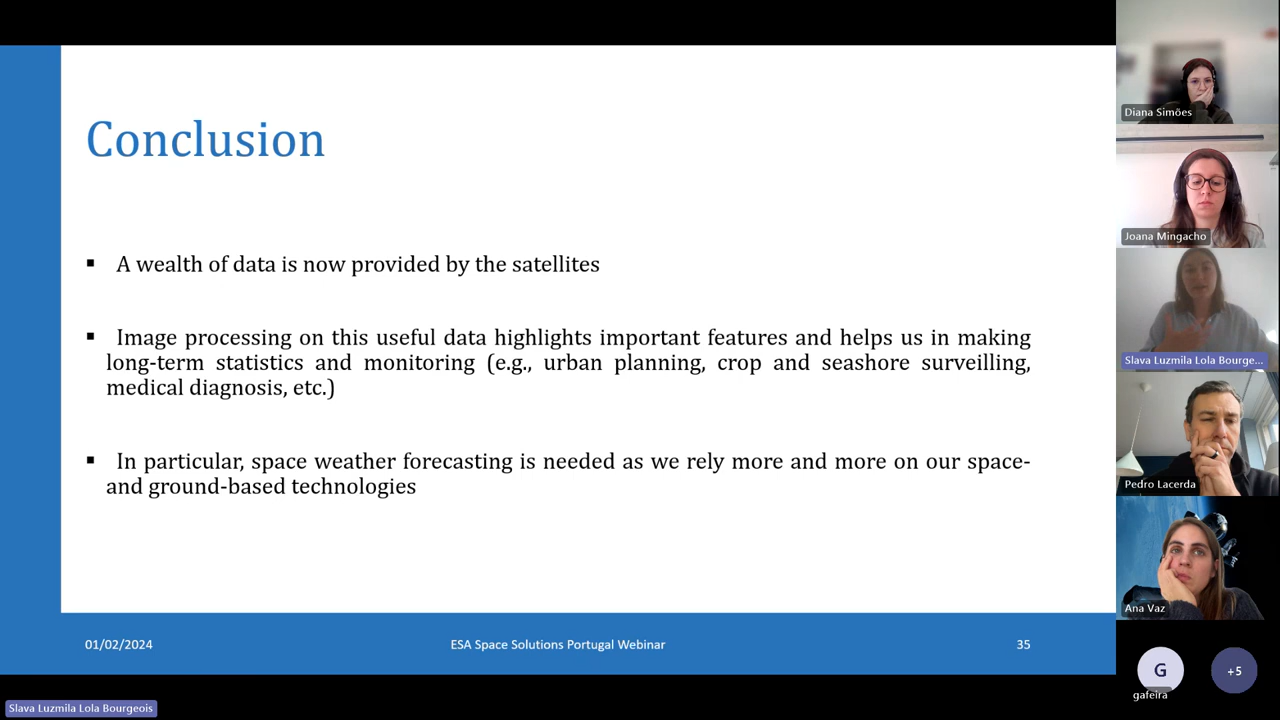 Conclusion
▪ A wealth of data is now provided by the satellites
▪ Image processing on this useful data highlights important features and helps us in making
long-term statistics and monitoring (e.g., urban planning, crop and seashore surveilling,
medical diagnosis, etc.)
▪ In particular, space weather forecasting is needed as we rely more and more on our space-
and ground-based technologies
01/02/2024
ESA Space Solutions Portugal Webinar
35
Slava Luzmila Lola Bourgeois
Diana Simões
Joana Mingacho
Slava Luzmila Lola Bourge...
Pedro Lacerda
Ana Vaz
G
gafeira
+5